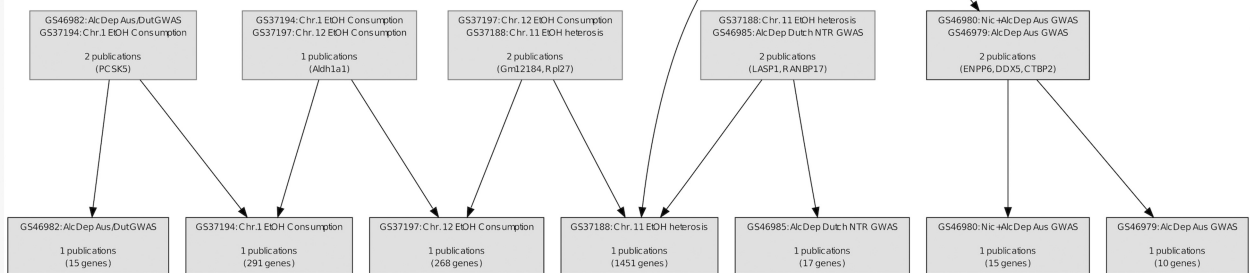 GS46982:AlcDep Aus/DutGWAS
GS37194:Chr.1 EtOH Consumption
2 publications
(PCSK5)
GS37194:Chr.1 EtOH Consumption
GS37197:Chr.12 EtOH Consumption
1 publications
(Aldh1a1)
GS37197:Chr.12 EtOH Consumption
GS37188:Chr.11 EtOH heterosis
2 publications
(Gm12184,Rpl27)
GS37188:Chr.11 EtOH heterosis
GS46985:AlcDep Dutch NTR GWAS
2 publications
(LASP1,RANBP17)
GS46980:Nic+AlcDep Aus GWAS
GS46979:AlcDep Aus GWAS
2 publications
(ENPP6,DDX5,CTBP2)
GS46982:AlcDep Aus/DutGWAS
1 publications
(15 genes)
GS37194:Chr.1 EtOH Consumption
1 publications
(291 genes)
GS37197:Chr.12 EtOH Consumption
1 publications
(268 genes)
GS37188:Chr.11 EtOH heterosis
1 publications
(1451 genes)
GS46985:AlcDep Dutch NTR GWAS
1 publications
(17 genes)
GS46980:Nic+AlcDep Aus GWAS
1 publications
(15 genes)
GS46979:AlcDep Aus GWAS
1 publications
(10 genes)